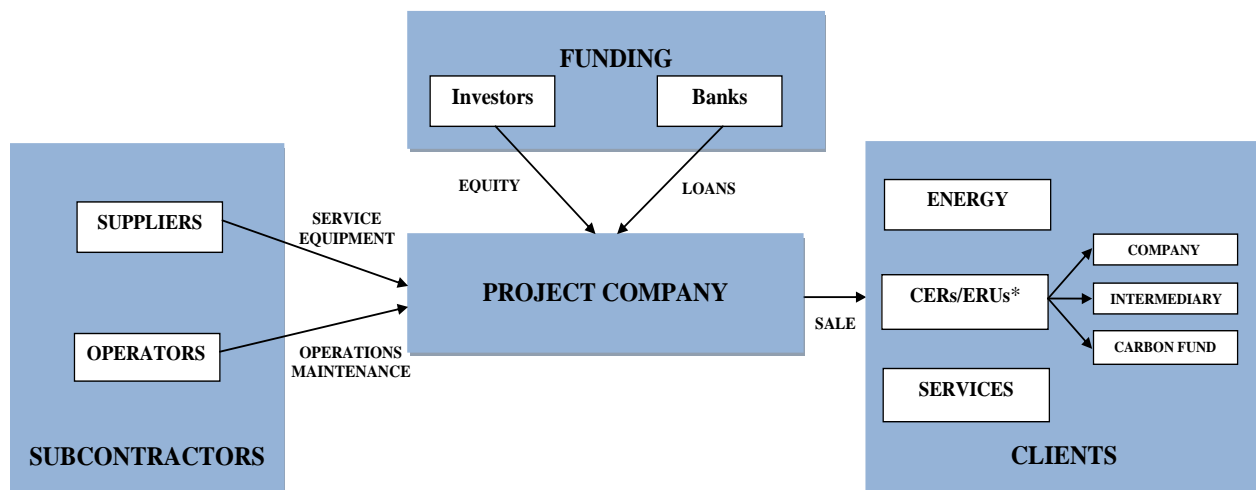 FUNDING
Investors
Banks
EQUITY
LOANS
SUPPLIERS
SERVICE
EQUIPMENT
OPERATORS
OPERATIONS
MAINTENANCE
SUBCONTRACTORS
PROJECT COMPANY
SALE
ENERGY
CERs/ERUs*
COMPANY
INTERMEDIARY
CARBON FUND
SERVICES
CLIENTS